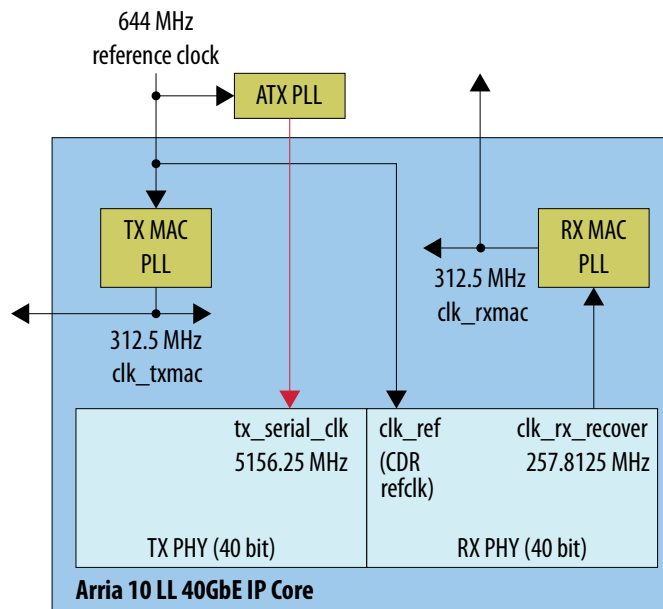 644 MHz
reference clock
ATX PLL
TX MAC
PLL
RX MAC
PLL
312.5 MHz
clk_txmac
312.5 MHz
clk_rxmac
tx_serial_clk
5156.25 MHz
clk_ref
(CDR
refclk)
clk_rx_recover
257.8125 MHz
TX PHY (40 bit)
RX PHY (40 bit)
Arria 10 LL 40GbE IP Core